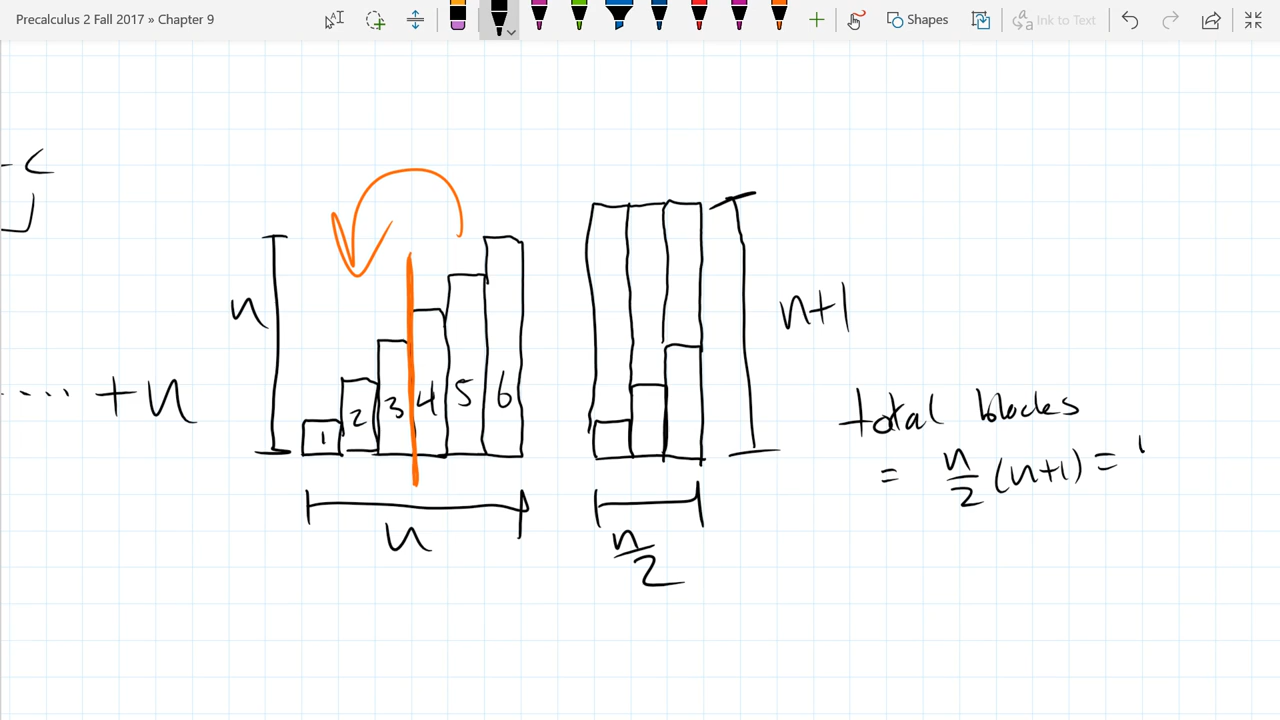 Precalculus 2 Fall 2017 » Chapter 9
Shapes
Ink to Text
- C
n
..... + n
1 2 3 4 5 6
n
n+1
n/2
total blocks
= n/2 (n+1) =